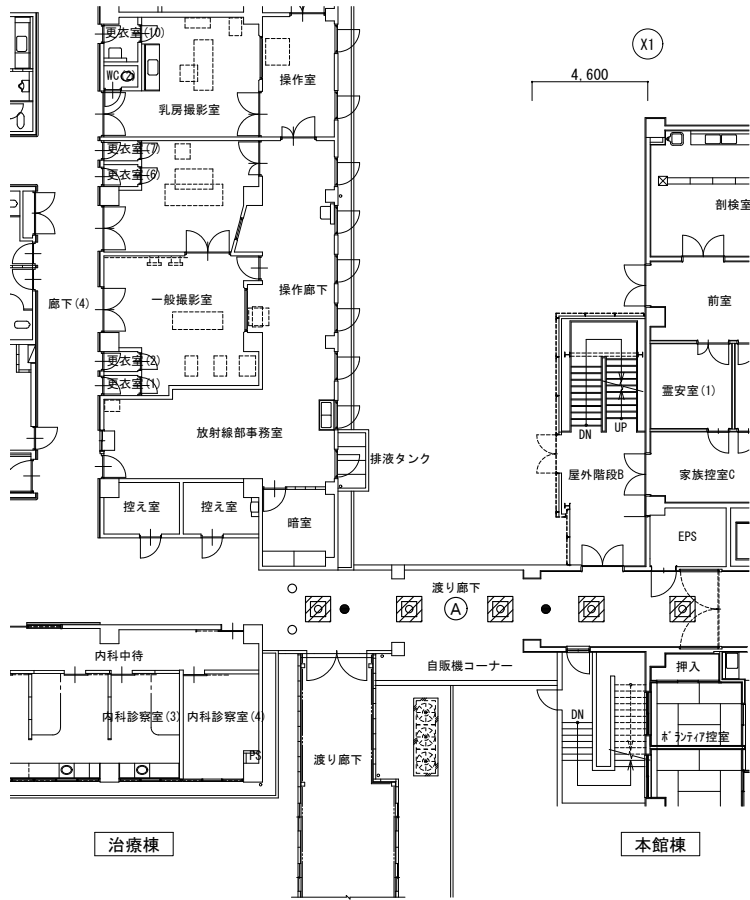 更衣室(10)
WC(2)
乳房撮影室
操作室
X1
4,600
更衣室(7)
更衣室(6)
剖検室
廊下(4)
一般撮影室
操作廊下
前室
更衣室(2)
更衣室(1)
霊安室(1)
放射線部事務室
DN
UP
排液タンク
屋外階段B
家族控室C
控え室
控え室
暗室
EPS
渡り廊下
A
内科中待
自販機コーナー
押入
内科診察室(3)
内科診察室(4)
DN
ボランティア控室
PS
渡り廊下
治療棟
本館棟